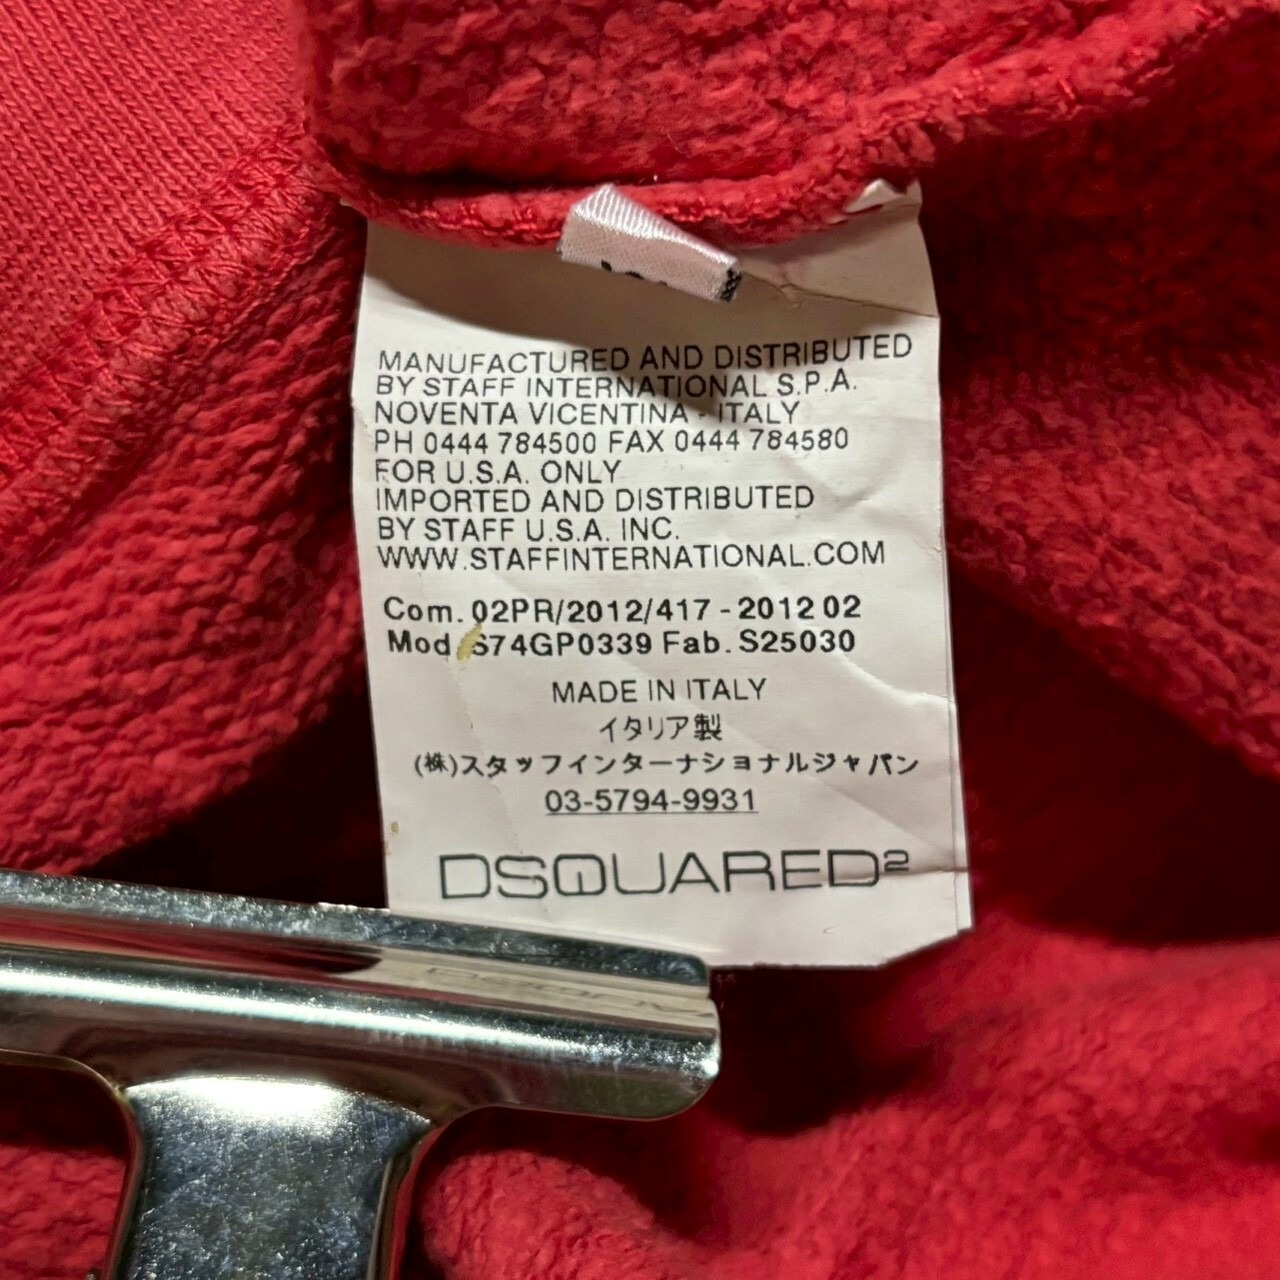 MANUFACTURED AND DISTRIBUTED
BY STAFF INTERNATIONAL S.P.A.
NOVENTA VICENTINA - ITALY
PH 0444 784500 FAX 0444 784580
FOR U.S.A. ONLY
IMPORTED AND DISTRIBUTED
BY STAFF U.S.A. INC.
WWW.STAFFINTERNATIONAL.COM
Com. 02PR/2012/417 - 2012 02
Mod S74GP0339 Fab. S25030
MADE IN ITALY
イタリア製
(株)スタッフインターナショナルジャパン
03-5794-9931
DSQUARED2